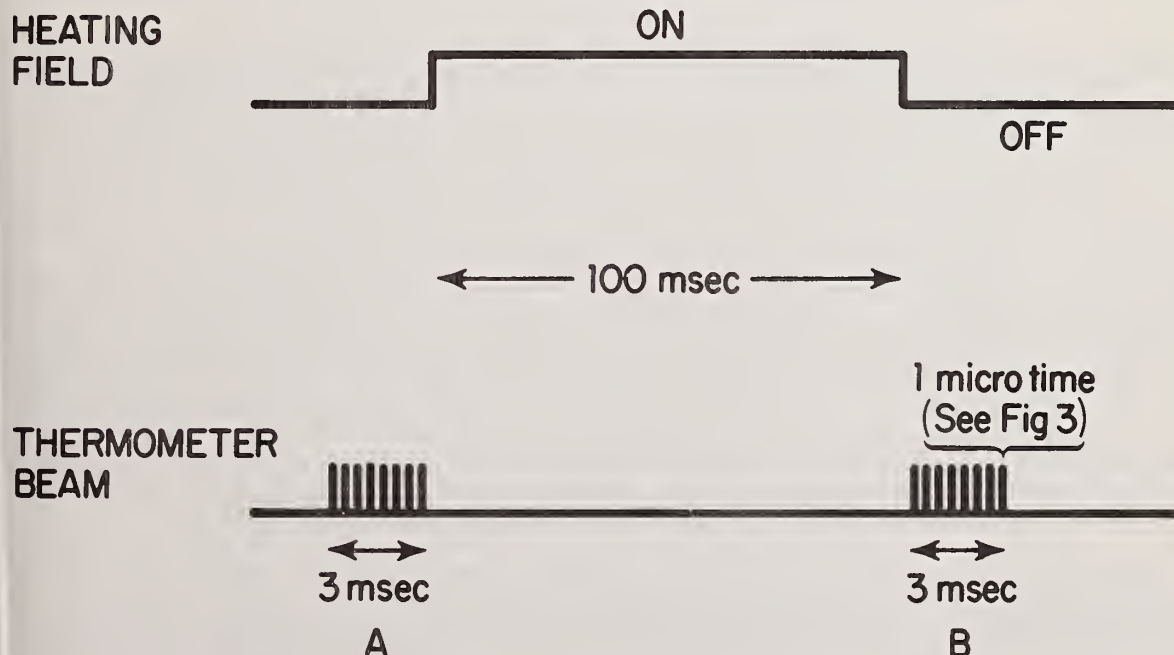 HEATING
FIELD
ON
OFF
100 msec
1 micro time
(See Fig 3)
THERMOMETER
BEAM
3 msec
3 msec
A
B